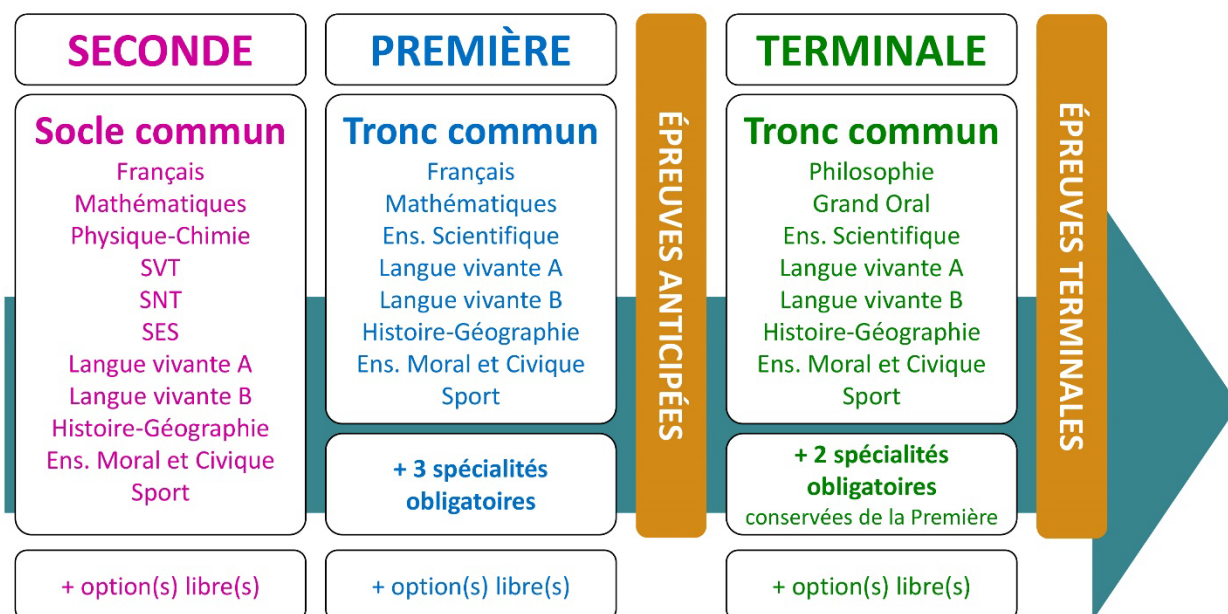 SECONDE
Socle commun
Français
Mathématiques
Physique-Chimie
SVT
SNT
SES
Langue vivante A
Langue vivante B
Histoire-Géographie
Ens. Moral et Civique
Sport
+ option(s) libre(s)
PREMIÈRE
Tronc commun
Français
Mathématiques
Ens. Scientifique
Langue vivante A
Langue vivante B
Histoire-Géographie
Ens. Moral et Civique
Sport
+ 3 spécialités
obligatoires
+ option(s) libre(s)
ÉPREUVES ANTICIPÉES
TERMINALE
Tronc commun
Philosophie
Grand Oral
Ens. Scientifique
Langue vivante A
Langue vivante B
Histoire-Géographie
Ens. Moral et Civique
Sport
+ 2 spécialités
obligatoires
conservées de la Première
+ option(s) libre(s)
ÉPREUVES TERMINALES